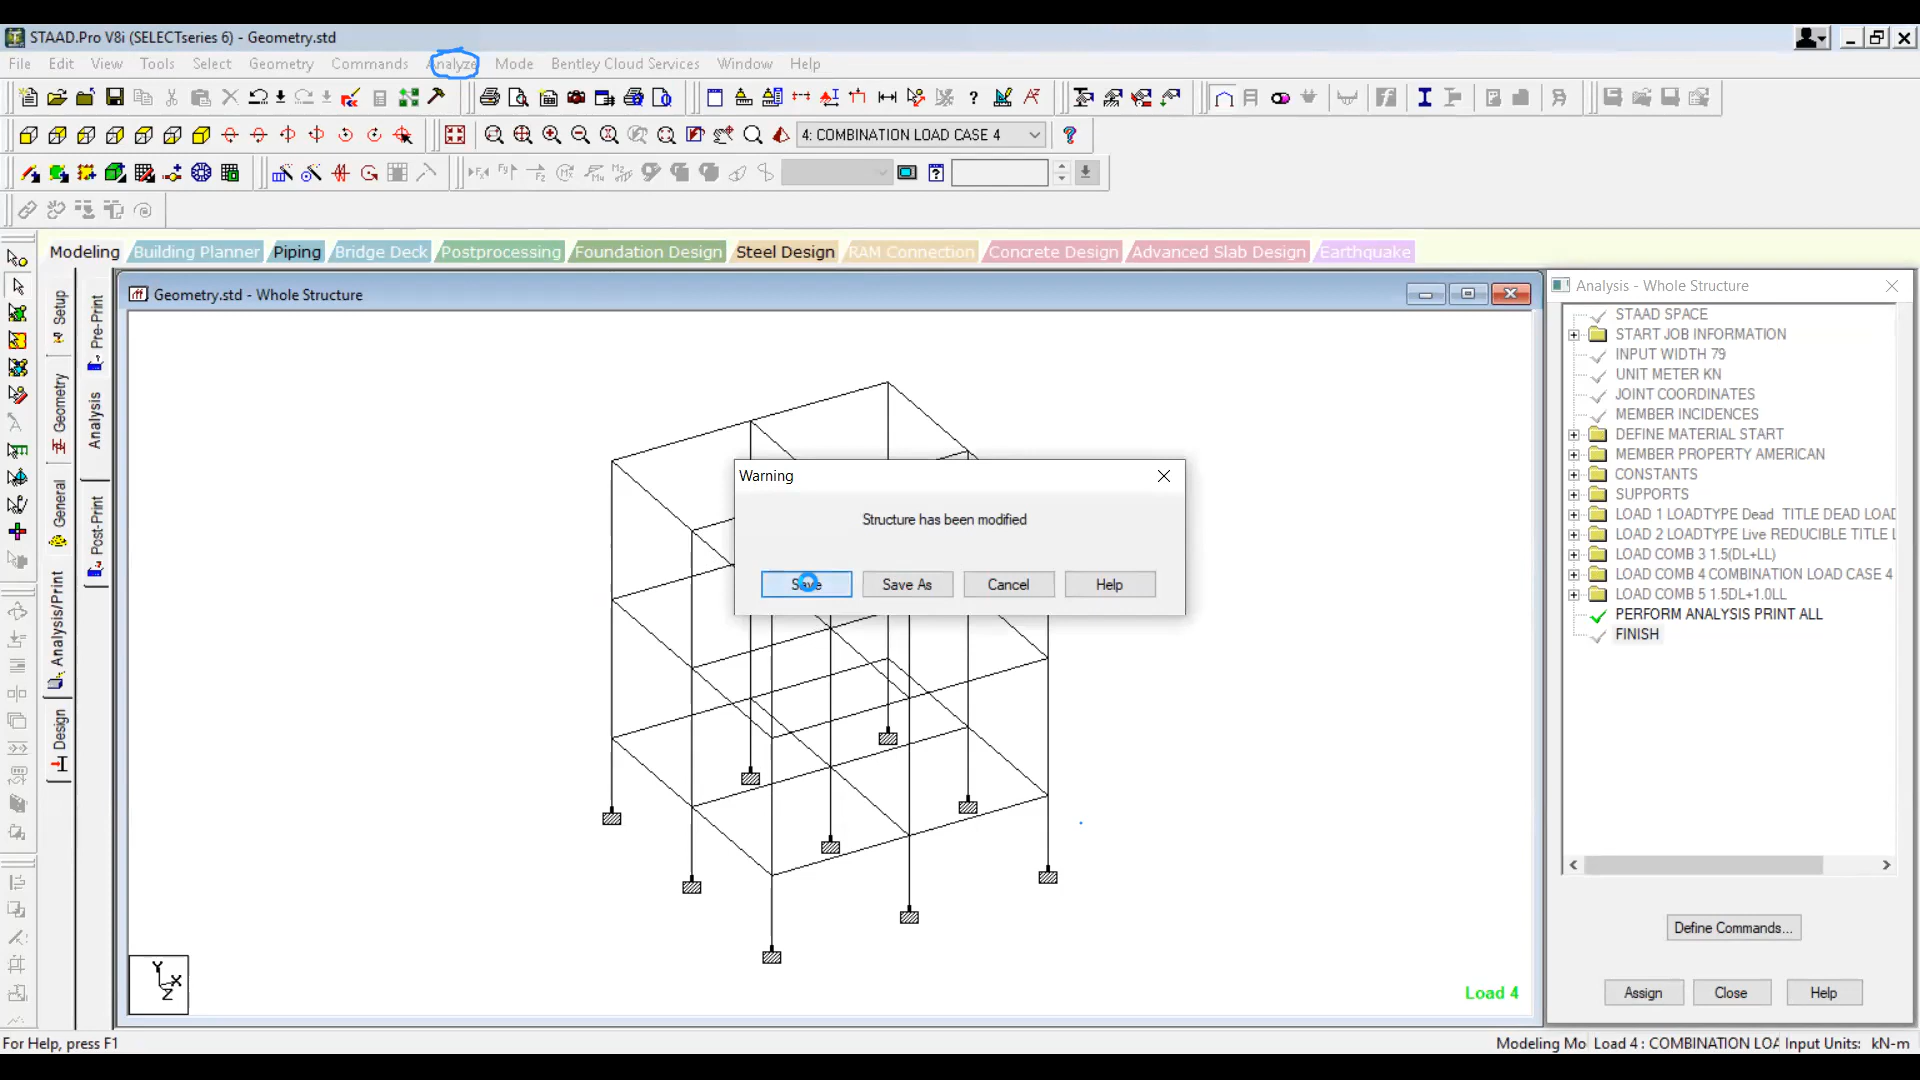 STAAD.Pro V8i (SELECTseries 6) - Geometry.std
File Edit View Tools Select Geometry Commands Analyze Mode Bentley Cloud Services Window Help
4: COMBINATION LOAD CASE 4
Modeling Building Planner Piping Bridge Deck Postprocessing Foundation Design Steel Design RAM Connection Concrete Design Advanced Slab Design Earthquake
Setup
Geometry
General
Analysis/Print
Design
Pre-Print
Analysis
Post-Print
Geometry.std - Whole Structure
Warning
Structure has been modified
Save Save As Cancel Help
Y
X
Z
Load 4
Analysis - Whole Structure
STAAD SPACE
START JOB INFORMATION
INPUT WIDTH 79
UNIT METER KN
JOINT COORDINATES
MEMBER INCIDENCES
DEFINE MATERIAL START
MEMBER PROPERTY AMERICAN
CONSTANTS
SUPPORTS
LOAD 1 LOADTYPE Dead TITLE DEAD LOAD
LOAD 2 LOADTYPE Live REDUCIBLE TITLE L
LOAD COMB 3 1.5(DL+LL)
LOAD COMB 4 COMBINATION LOAD CASE 4
LOAD COMB 5 1.5DL+1.0LL
PERFORM ANALYSIS PRINT ALL
FINISH
Define Commands...
Assign Close Help
For Help, press F1
Modeling Mo Load 4 : COMBINATION LOA Input Units: kN-m